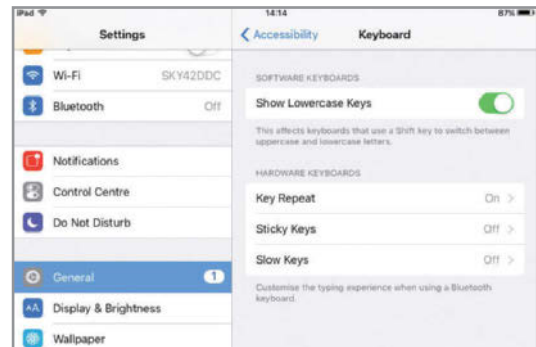 iPad
14:14
87%
Settings
Wi-Fi
SKY42DDC
Bluetooth
Off
Notifications
Control Centre
Do Not Disturb
General
1
AA
Display & Brightness
Wallpaper
Accessibility
Keyboard
SOFTWARE KEYBOARDS
Show Lowercase Keys
This affects keyboards that use a Shift key to switch between
uppercase and lowercase letters.
HARDWARE KEYBOARDS
Key Repeat
On
Sticky Keys
Off
Slow Keys
Off
Customise the typing experience when using a Bluetooth
keyboard.